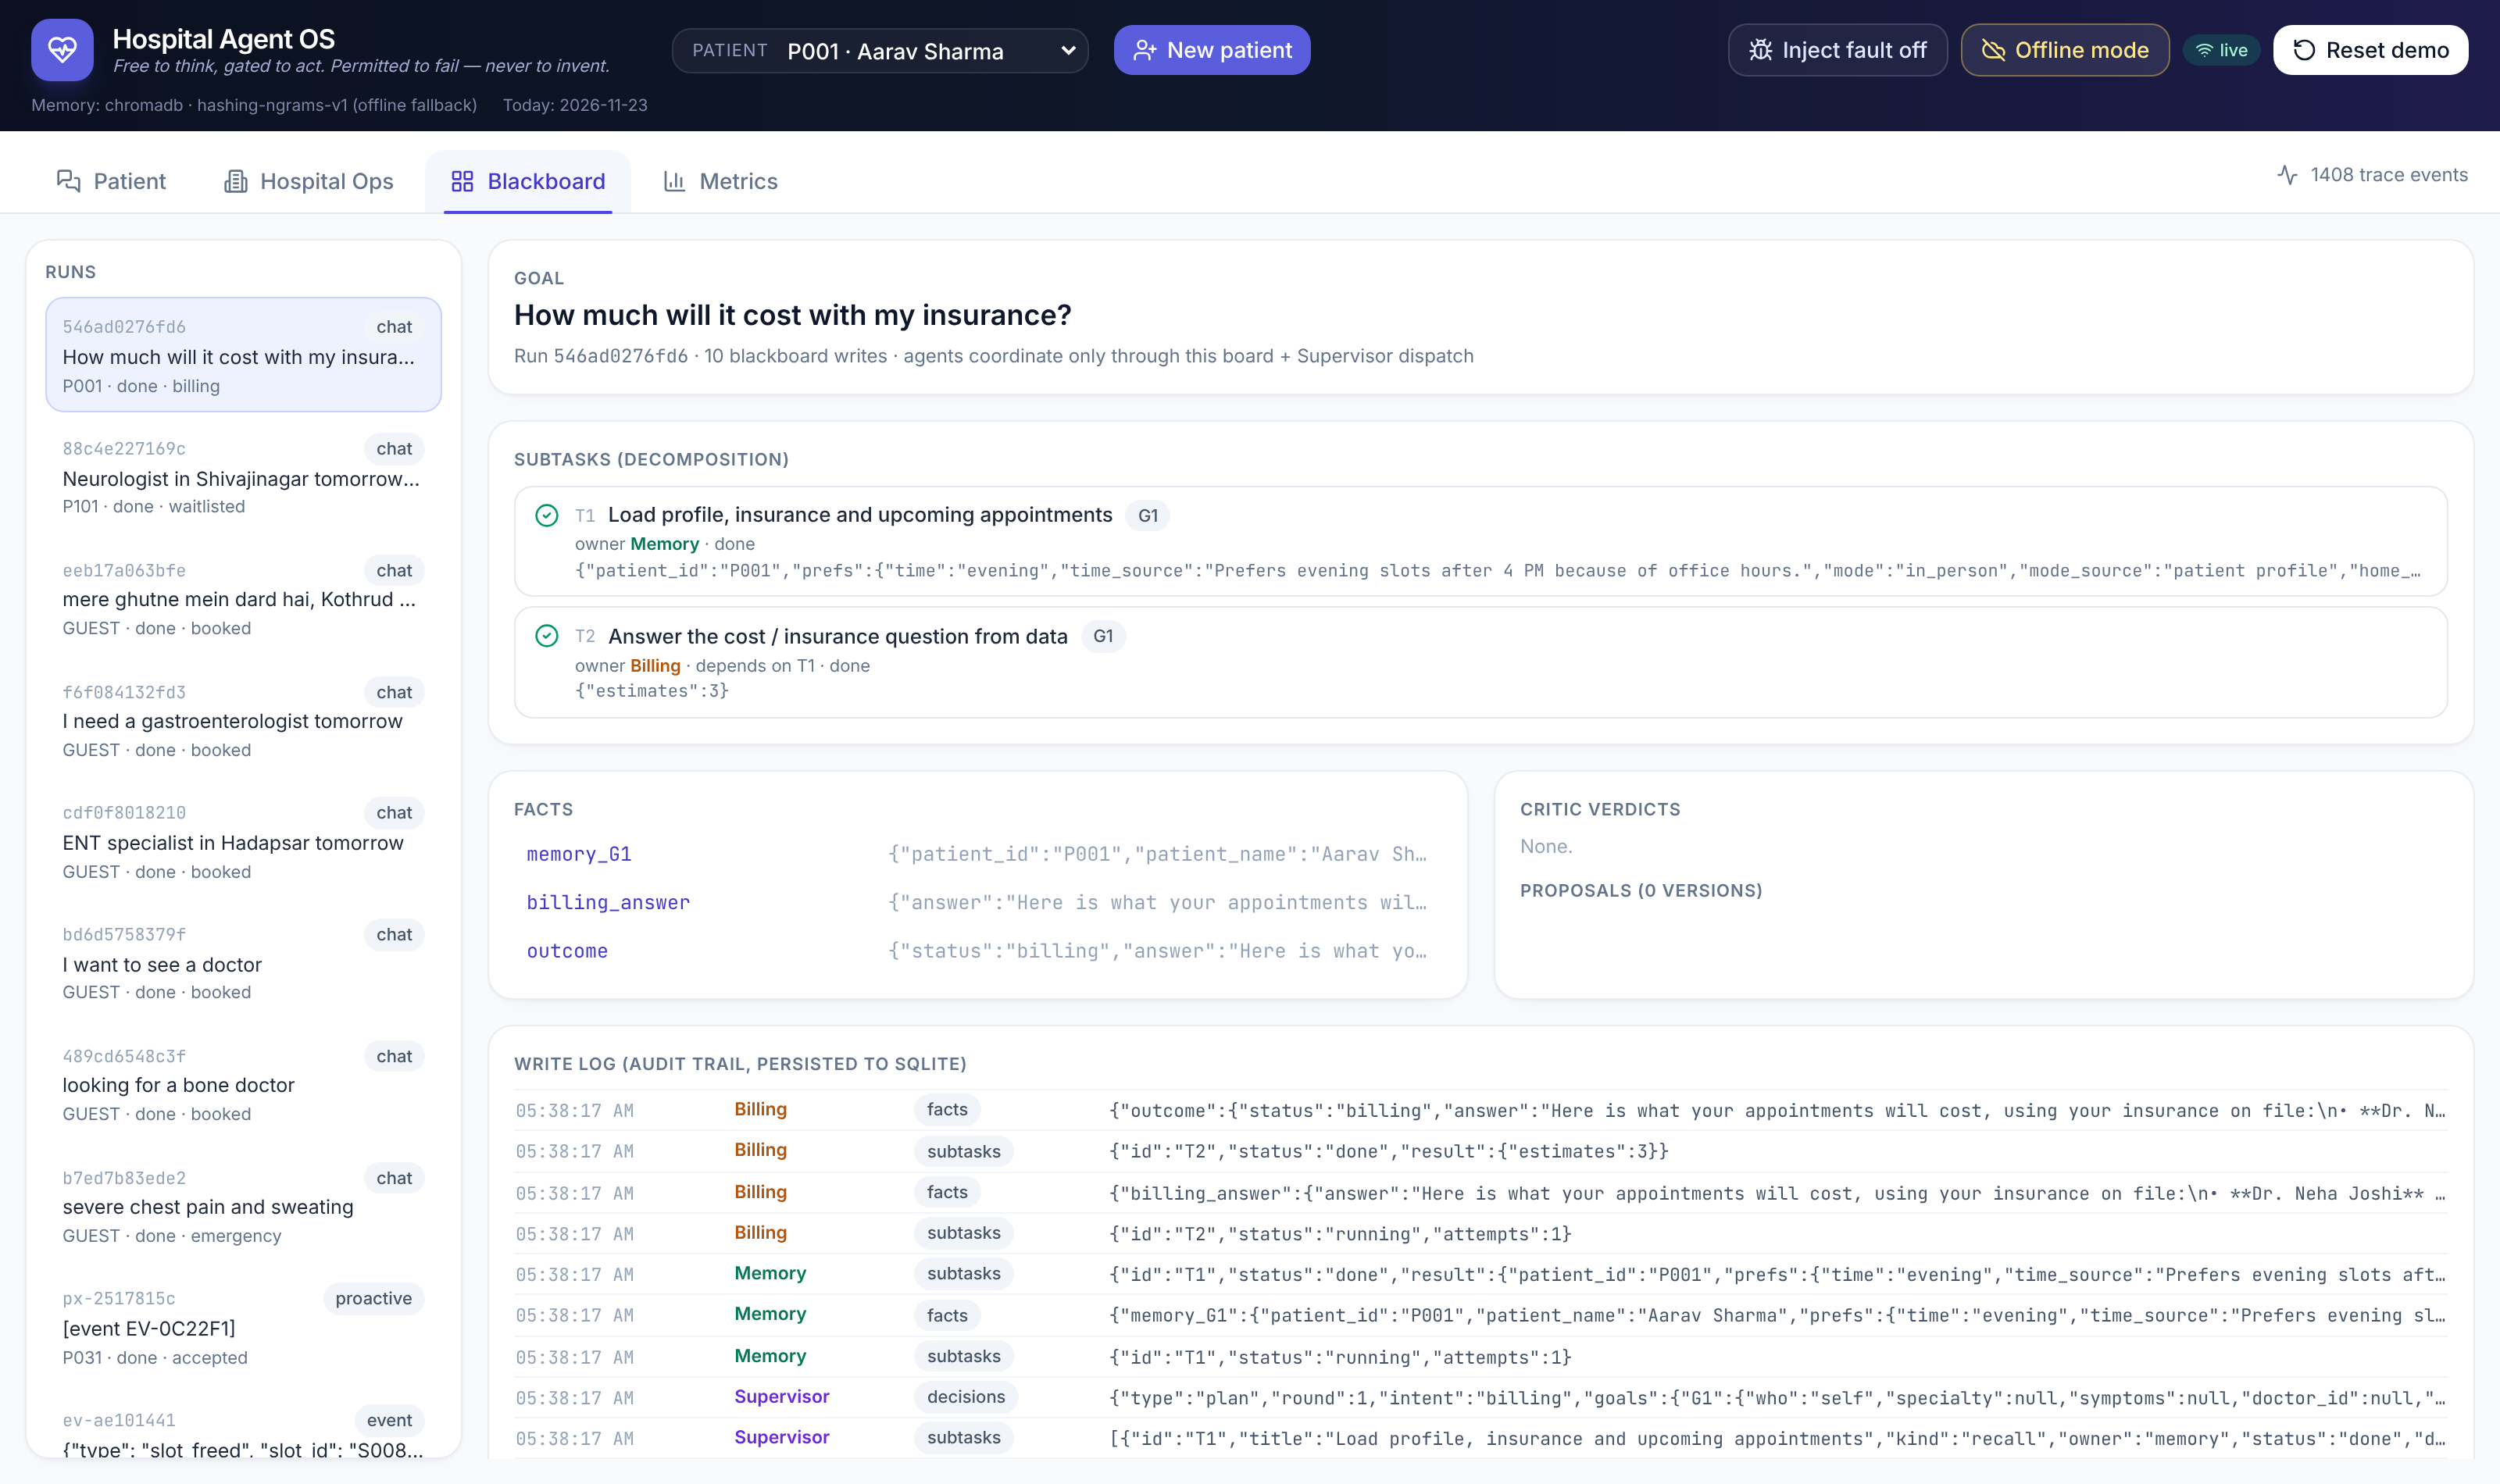 Hospital Agent OS
Free to think, gated to act. Permitted to fail — never to invent.
Memory: chromadb · hashing-ngrams-v1 (offline fallback) Today: 2026-11-23
PATIENT P001 · Aarav Sharma
New patient
Inject fault off
Offline mode
live
Reset demo
Patient
Hospital Ops
Blackboard
Metrics
1408 trace events
RUNS
546ad0276fd6 chat
How much will it cost with my insura...
P001 · done · billing
88c4e227169c chat
Neurologist in Shivajinagar tomorrow...
P101 · done · waitlisted
eeb17a063bfe chat
mere ghutne mein dard hai, Kothrud ...
GUEST · done · booked
f6f084132fd3 chat
I need a gastroenterologist tomorrow
GUEST · done · booked
cdf0f8018210 chat
ENT specialist in Hadapsar tomorrow
GUEST · done · booked
bd6d5758379f chat
I want to see a doctor
GUEST · done · booked
489cd6548c3f chat
looking for a bone doctor
GUEST · done · booked
b7ed7b83ede2 chat
severe chest pain and sweating
GUEST · done · emergency
px-2517815c proactive
[event EV-0C22F1]
P031 · done · accepted
ev-ae101441 event
{"type": "slot_freed", "slot_id": "S008...
GOAL
How much will it cost with my insurance?
Run 546ad0276fd6 · 10 blackboard writes · agents coordinate only through this board + Supervisor dispatch
SUBTASKS (DECOMPOSITION)
T1 Load profile, insurance and upcoming appointments G1
owner Memory · done
{"patient_id":"P001","prefs":{"time":"evening","time_source":"Prefers evening slots after 4 PM because of office hours.","mode":"in_person","mode_source":"patient profile","home_...
T2 Answer the cost / insurance question from data G1
owner Billing · depends on T1 · done
{"estimates":3}
FACTS
memory_G1 {"patient_id":"P001","patient_name":"Aarav Sh...
billing_answer {"answer":"Here is what your appointments wil...
outcome {"status":"billing","answer":"Here is what yo...
CRITIC VERDICTS
None.
PROPOSALS (0 VERSIONS)
WRITE LOG (AUDIT TRAIL, PERSISTED TO SQLITE)
05:38:17 AM Billing facts {"outcome":{"status":"billing","answer":"Here is what your appointments will cost, using your insurance on file:\n• **Dr. N...
05:38:17 AM Billing subtasks {"id":"T2","status":"done","result":{"estimates":3}}
05:38:17 AM Billing facts {"billing_answer":{"answer":"Here is what your appointments will cost, using your insurance on file:\n• **Dr. Neha Joshi** ...
05:38:17 AM Billing subtasks {"id":"T2","status":"running","attempts":1}
05:38:17 AM Memory subtasks {"id":"T1","status":"done","result":{"patient_id":"P001","prefs":{"time":"evening","time_source":"Prefers evening slots aft...
05:38:17 AM Memory facts {"memory_G1":{"patient_id":"P001","patient_name":"Aarav Sharma","prefs":{"time":"evening","time_source":"Prefers evening sl...
05:38:17 AM Memory subtasks {"id":"T1","status":"running","attempts":1}
05:38:17 AM Supervisor decisions {"type":"plan","round":1,"intent":"billing","goals":{"G1":{"who":"self","specialty":null,"symptoms":null,"doctor_id":null,"...
05:38:17 AM Supervisor subtasks [{"id":"T1","title":"Load profile, insurance and upcoming appointments","kind":"recall","owner":"memory","status":"done","d...